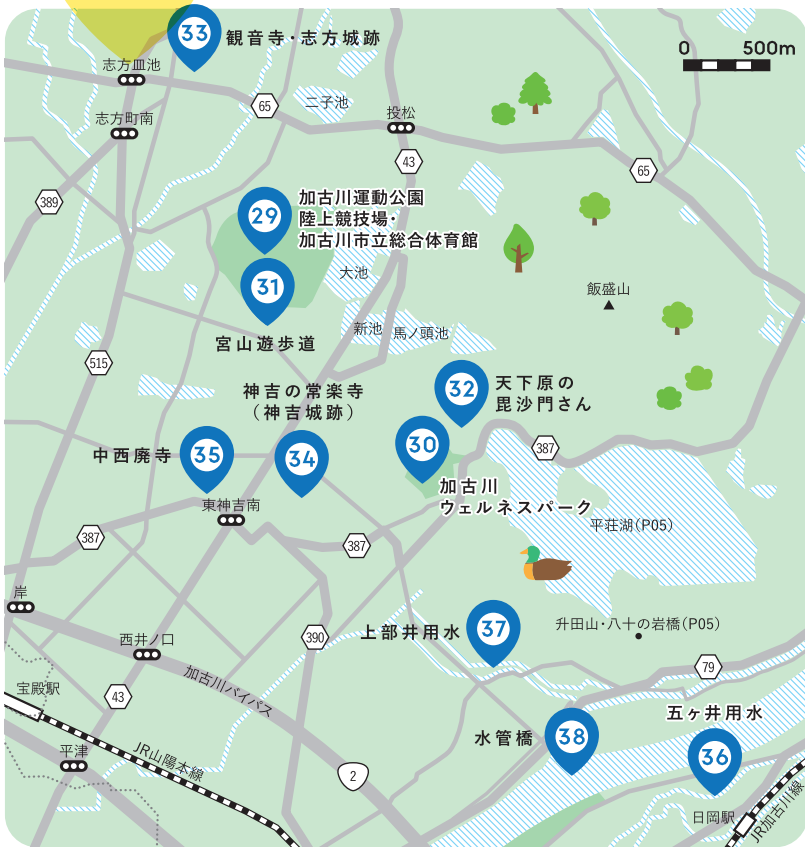 33
観音寺・志方城跡
0 500m
志方皿池
65
二子池
志方町南
投松
43
65
389
29
加古川運動公園
陸上競技場・
加古川市立総合体育館
大池
31
飯盛山
新池
馬ノ頭池
宮山遊歩道
515
32
天下原の
毘沙門さん
神吉の常楽寺
（神吉城跡）
30
387
中西廃寺
35
34
加古川
ウェルネスパーク
東神吉南
平荘湖(P05)
387
387
岸
37
上部井用水
升田山・八十の岩橋(P05)
西井ノ口
390
79
宝殿駅
43
加古川バイパス
五ヶ井用水
水管橋
38
36
平津
JR山陽本線
2
日岡駅
JR加古川線